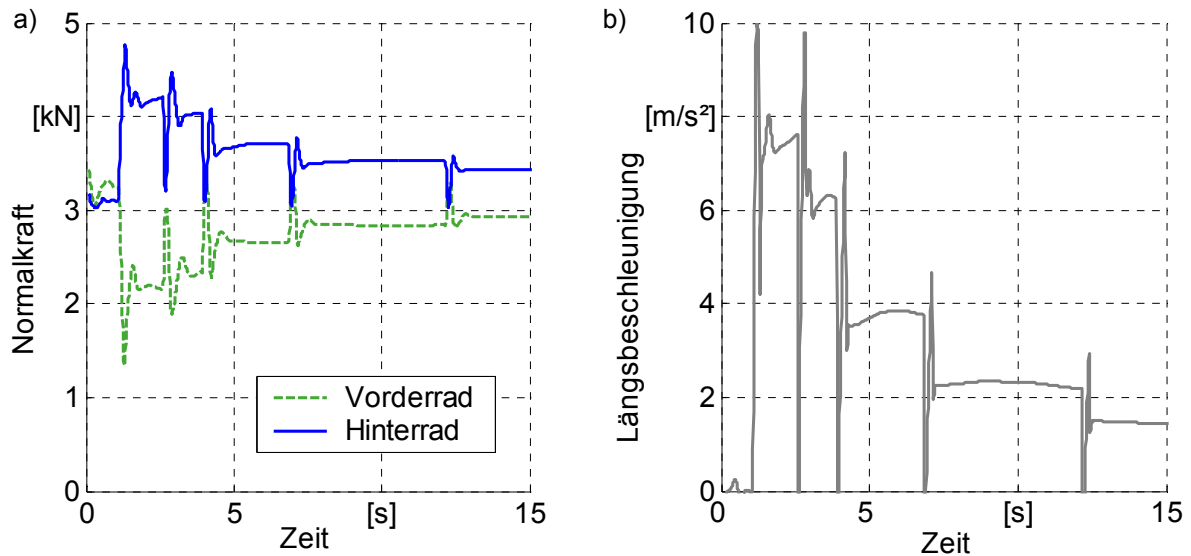 a)
5
[kN]
3
2
1
0
Normalkraft
Vorderrad
Hinterrad
0
5
[s]
15
Zeit
b)
10
[m/s²]
6
4
2
0
Längsbeschleunigung
0
5
[s]
15
Zeit